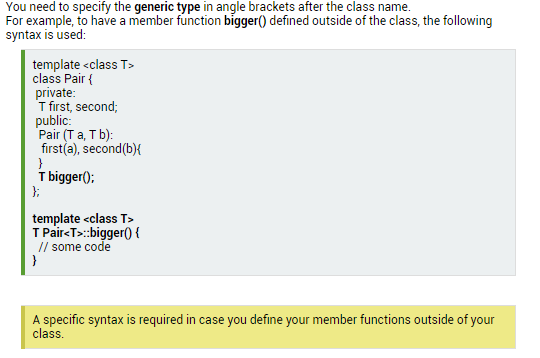 You need to specify the generic type in angle brackets after the class name.
For example, to have a member function bigger() defined outside of the class, the following
syntax is used:
template <class T>
class Pair {
private:
T first, second;
public:
Pair (T a, T b):
first(a), second(b){
}
T bigger();
};
template <class T>
T Pair<T>::bigger() {
// some code
}
A specific syntax is required in case you define your member functions outside of your
class.